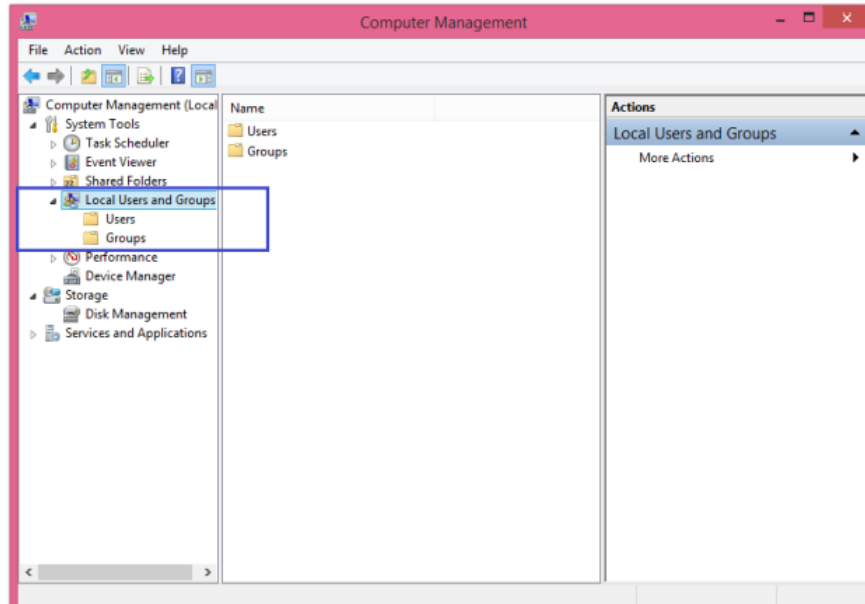 Computer Management
File Action View Help
Computer Management (Local
System Tools
Task Scheduler
Event Viewer
Shared Folders
Local Users and Groups
Users
Groups
Performance
Device Manager
Storage
Disk Management
Services and Applications
Name
Users
Groups
Actions
Local Users and Groups
More Actions